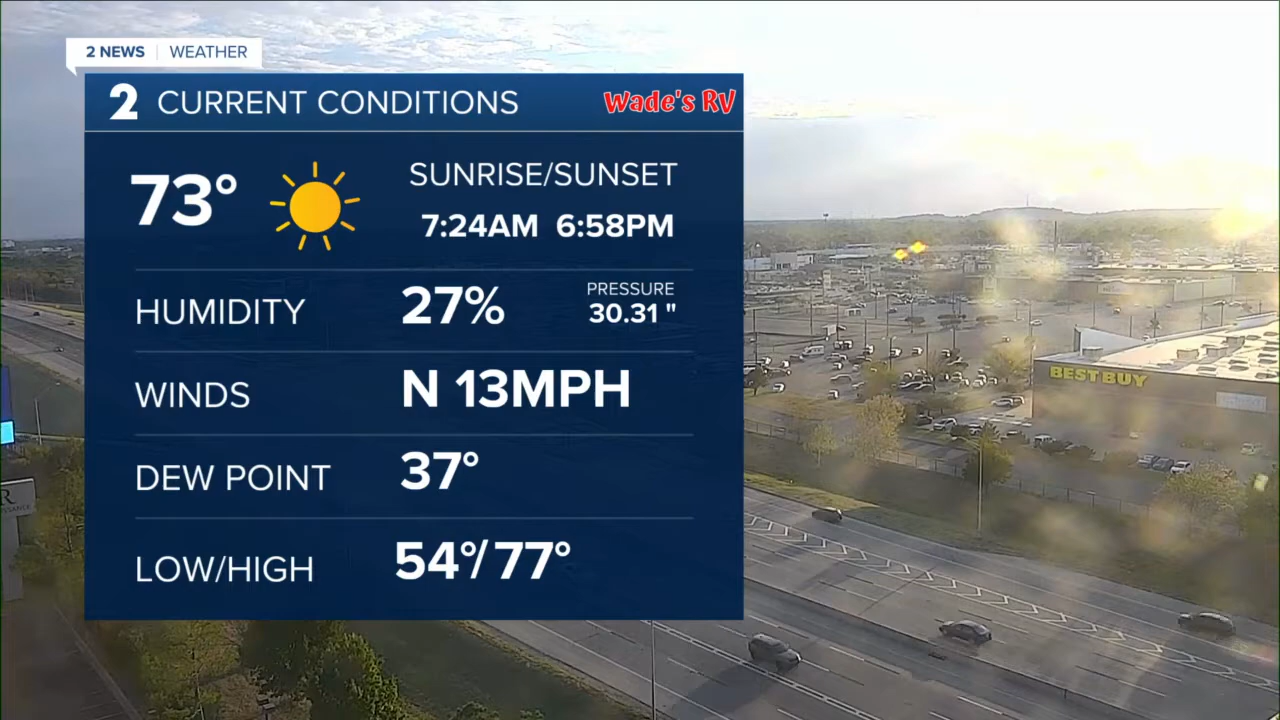 2 NEWS | WEATHER
2 CURRENT CONDITIONS Wade's RV
73° SUNRISE/SUNSET
7:24AM 6:58PM
HUMIDITY 27% PRESSURE
30.31 "
WINDS N 13MPH
DEW POINT 37°
LOW/HIGH 54°/77°
BEST BUY
R